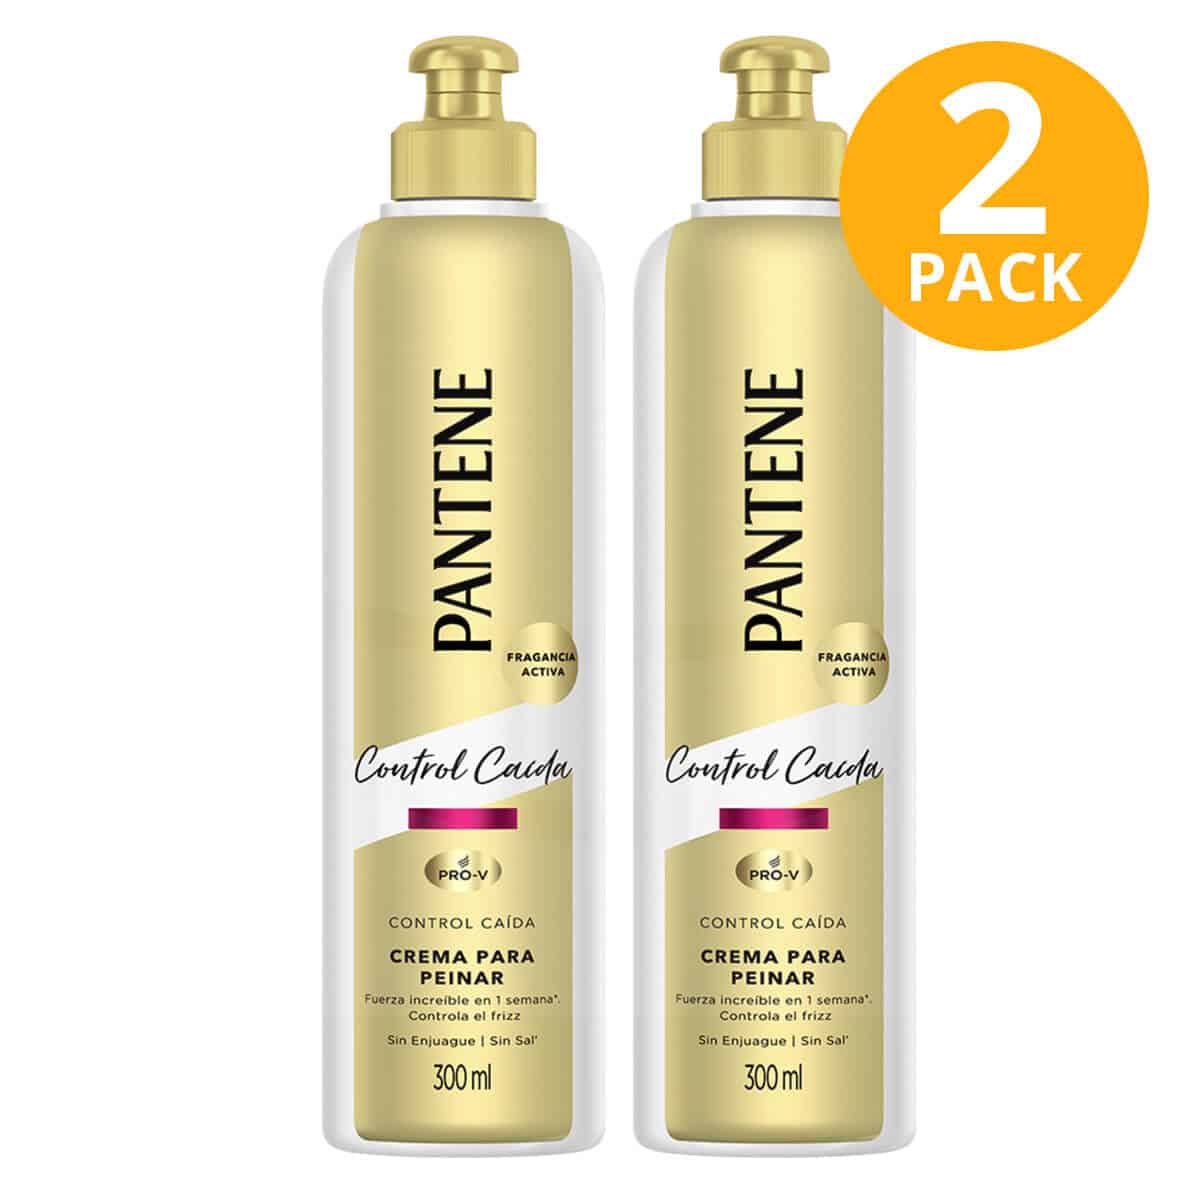 PANTENE
FRAGANCIA
ACTIVA
Control Caída
PRO-V
CONTROL CAÍDA
CREMA PARA
PEINAR
Fuerza increíble en 1 semana*.
Controla el frizz
Sin Enjuague | Sin Sal'
300 ml
PANTENE
FRAGANCIA
ACTIVA
Control Caída
PRO-V
CONTROL CAÍDA
CREMA PARA
PEINAR
Fuerza increíble en 1 semana*.
Controla el frizz
Sin Enjuague | Sin Sal'
300 ml
2
PACK